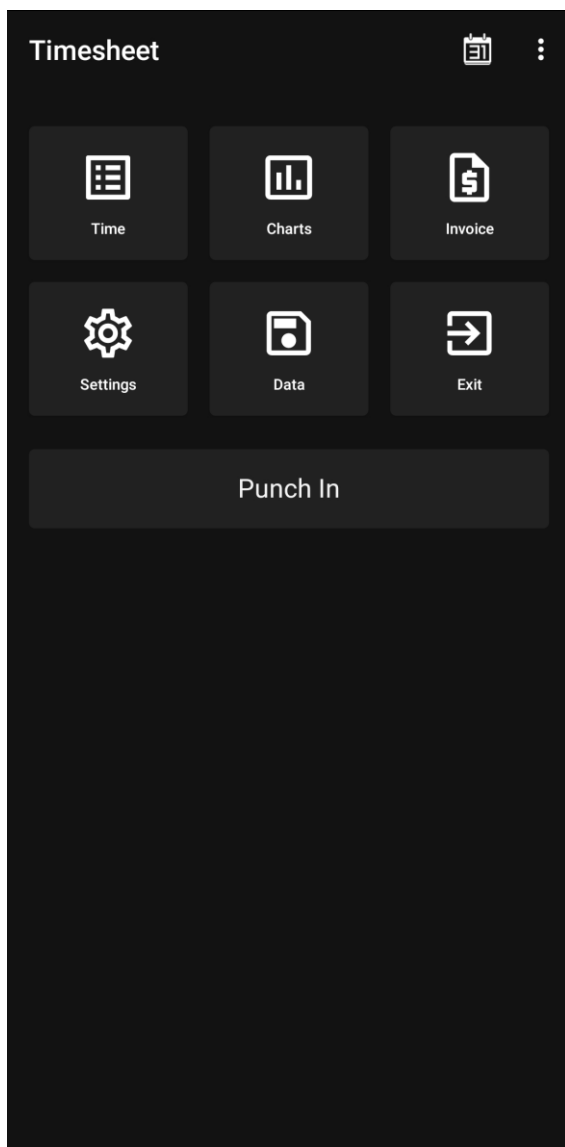 Timesheet
31
Time
Charts
Invoice
$
Settings
Data
Exit
Punch In